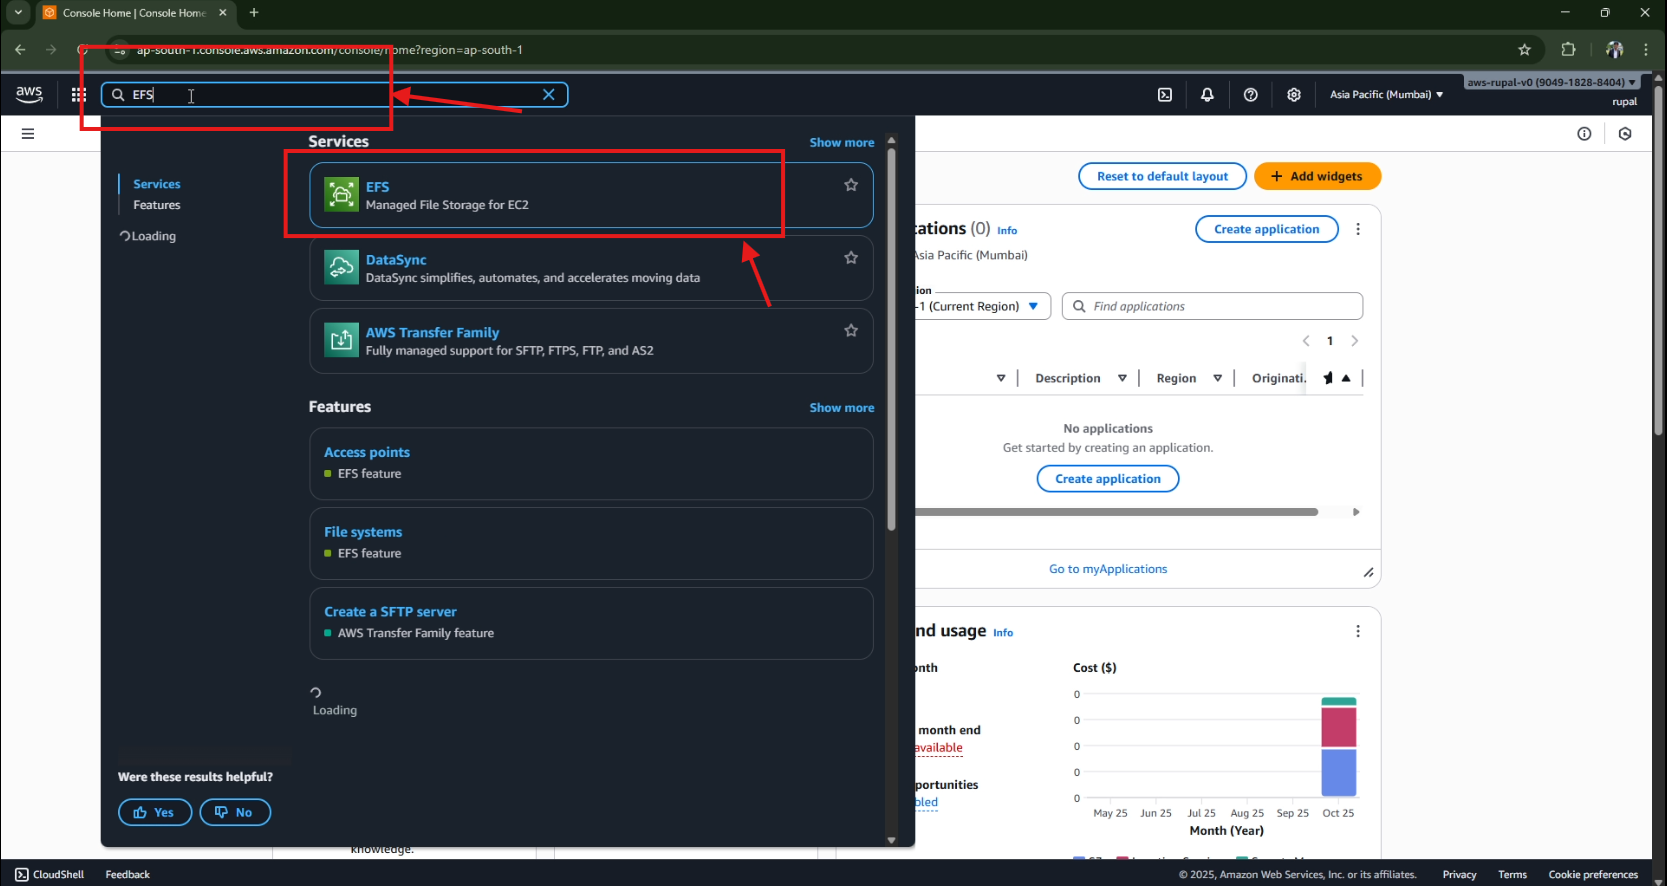 Console Home | Console Home
ap-south-1.console.aws.amazon.com/console/home?region=ap-south-1
aws
EFS
Asia Pacific (Mumbai)
aws-rupal-v0 (9049-1828-8404)
rupal
Services
Show more
Services
Features
Loading
EFS
Managed File Storage for EC2
DataSync
DataSync simplifies, automates, and accelerates moving data
AWS Transfer Family
Fully managed support for SFTP, FTPS, FTP, and AS2
Features
Show more
Access points
EFS feature
File systems
EFS feature
Create a SFTP server
AWS Transfer Family feature
Loading
Were these results helpful?
Yes
No
Reset to default layout
+ Add widgets
cations (0) Info
Create application
Asia Pacific (Mumbai)
ion
-1 (Current Region)
Find applications
1
Description
Region
Originati.
No applications
Get started by creating an application.
Create application
Go to myApplications
nd usage Info
onth
Cost ($)
0
0
0
0
0
month end
available
portunities
bled
May 25 Jun 25 Jul 25 Aug 25 Sep 25 Oct 25
Month (Year)
knowledge.
CloudShell
Feedback
© 2025, Amazon Web Services, Inc. or its affiliates.
Privacy
Terms
Cookie preferences